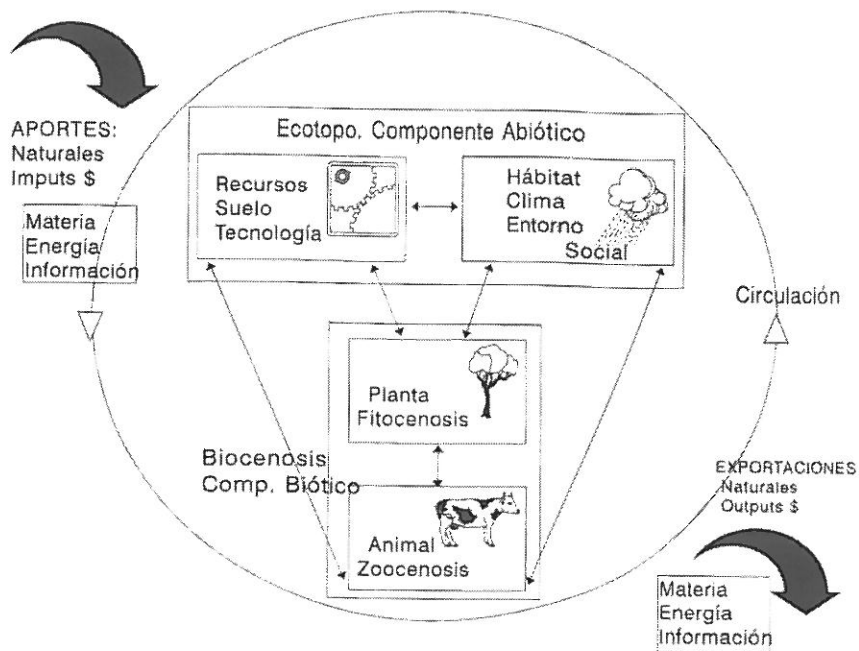 APORTES:
Naturales
Imputs $
Materia
Energía
Información
Ecotopo. Componente Abiótico
Recursos
Suelo
Tecnología
Hábitat
Clima
Entorno
Social
Circulación
Planta
Fitocenosis
Biocenosis
Comp. Biótico
Animal
Zoocenosis
EXPORTACIONES
Naturales
Outputs $
Materia
Energía
Información